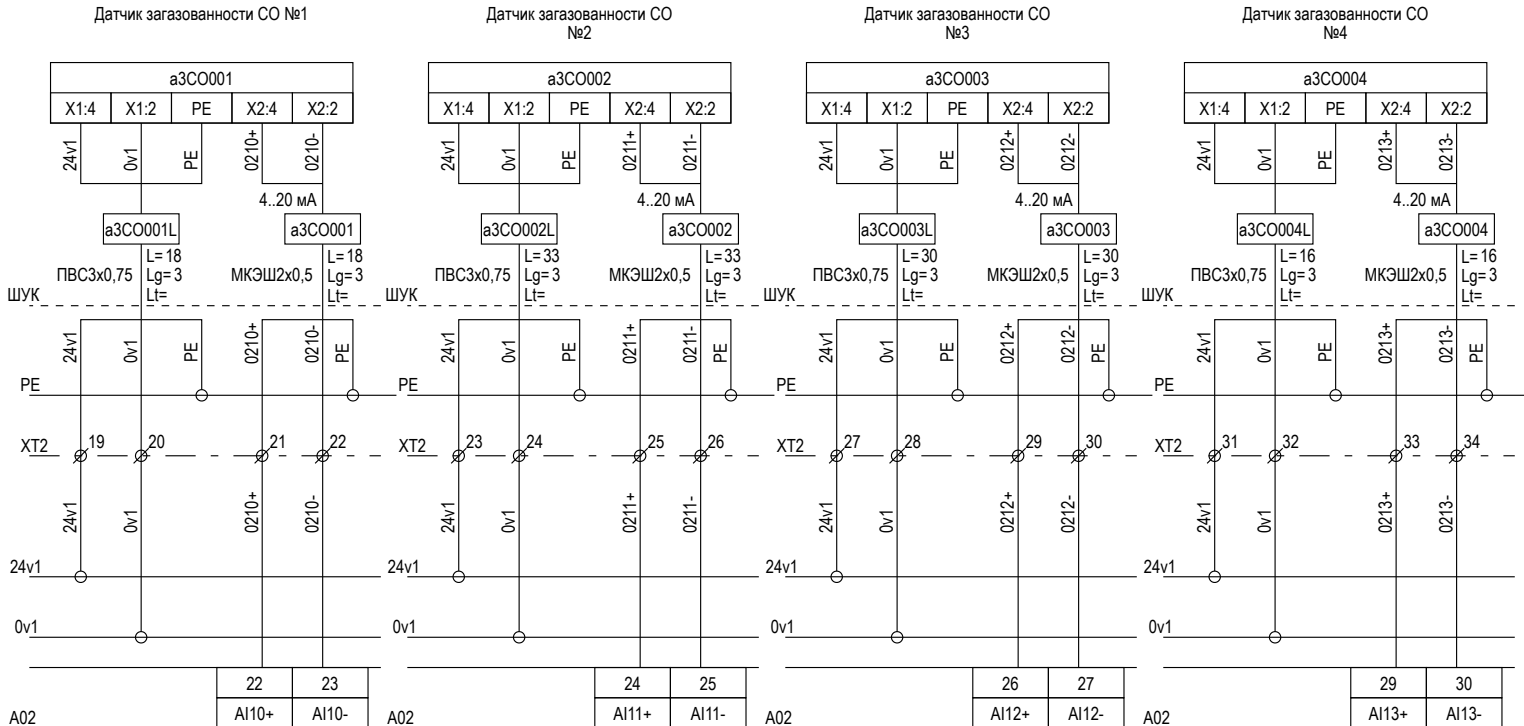 Датчик загазованности СО №1
Датчик загазованности СО
№2
Датчик загазованности СО
№3
Датчик загазованности СО
№4
а3СО001
а3СО002
а3СО003
а3СО004
X1:4 X1:2 PE X2:4 X2:2
X1:4 X1:2 PE X2:4 X2:2
X1:4 X1:2 PE X2:4 X2:2
X1:4 X1:2 PE X2:4 X2:2
24v1 0v1 PE 0210+ 0210-
24v1 0v1 PE 0211+ 0211-
24v1 0v1 PE 0212+ 0212-
24v1 0v1 PE 0213+ 0213-
4..20 мА
4..20 мА
4..20 мА
4..20 мА
а3СО001L а3СО001
а3СО002L а3СО002
а3СО003L а3СО003
а3СО004L а3СО004
L= 18 L= 18
L= 33 L= 33
L= 30 L= 30
L= 16 L= 16
ПВС3х0,75 Lg= 3 МКЭШ2х0,5 Lg= 3
ПВС3х0,75 Lg= 3 МКЭШ2х0,5 Lg= 3
ПВС3х0,75 Lg= 3 МКЭШ2х0,5 Lg= 3
ПВС3х0,75 Lg= 3 МКЭШ2х0,5 Lg= 3
ШУК Lt= Lt=
ШУК Lt= Lt=
ШУК Lt= Lt=
ШУК Lt= Lt=
24v1 0v1 PE 0210+ 0210- PE
24v1 0v1 PE 0211+ 0211- PE
24v1 0v1 PE 0212+ 0212- PE
24v1 0v1 PE 0213+ 0213- PE
PE
PE
PE
PE
XT2 19 20 21 22
XT2 23 24 25 26
XT2 27 28 29 30
XT2 31 32 33 34
24v1 0v1 0210+ 0210-
24v1 0v1 0211+ 0211-
24v1 0v1 0212+ 0212-
24v1 0v1 0213+ 0213-
24v1
24v1
24v1
24v1
0v1
0v1
0v1
0v1
22 23
24 25
26 27
29 30
A02 AI10+ AI10-
A02 AI11+ AI11-
A02 AI12+ AI12-
A02 AI13+ AI13-